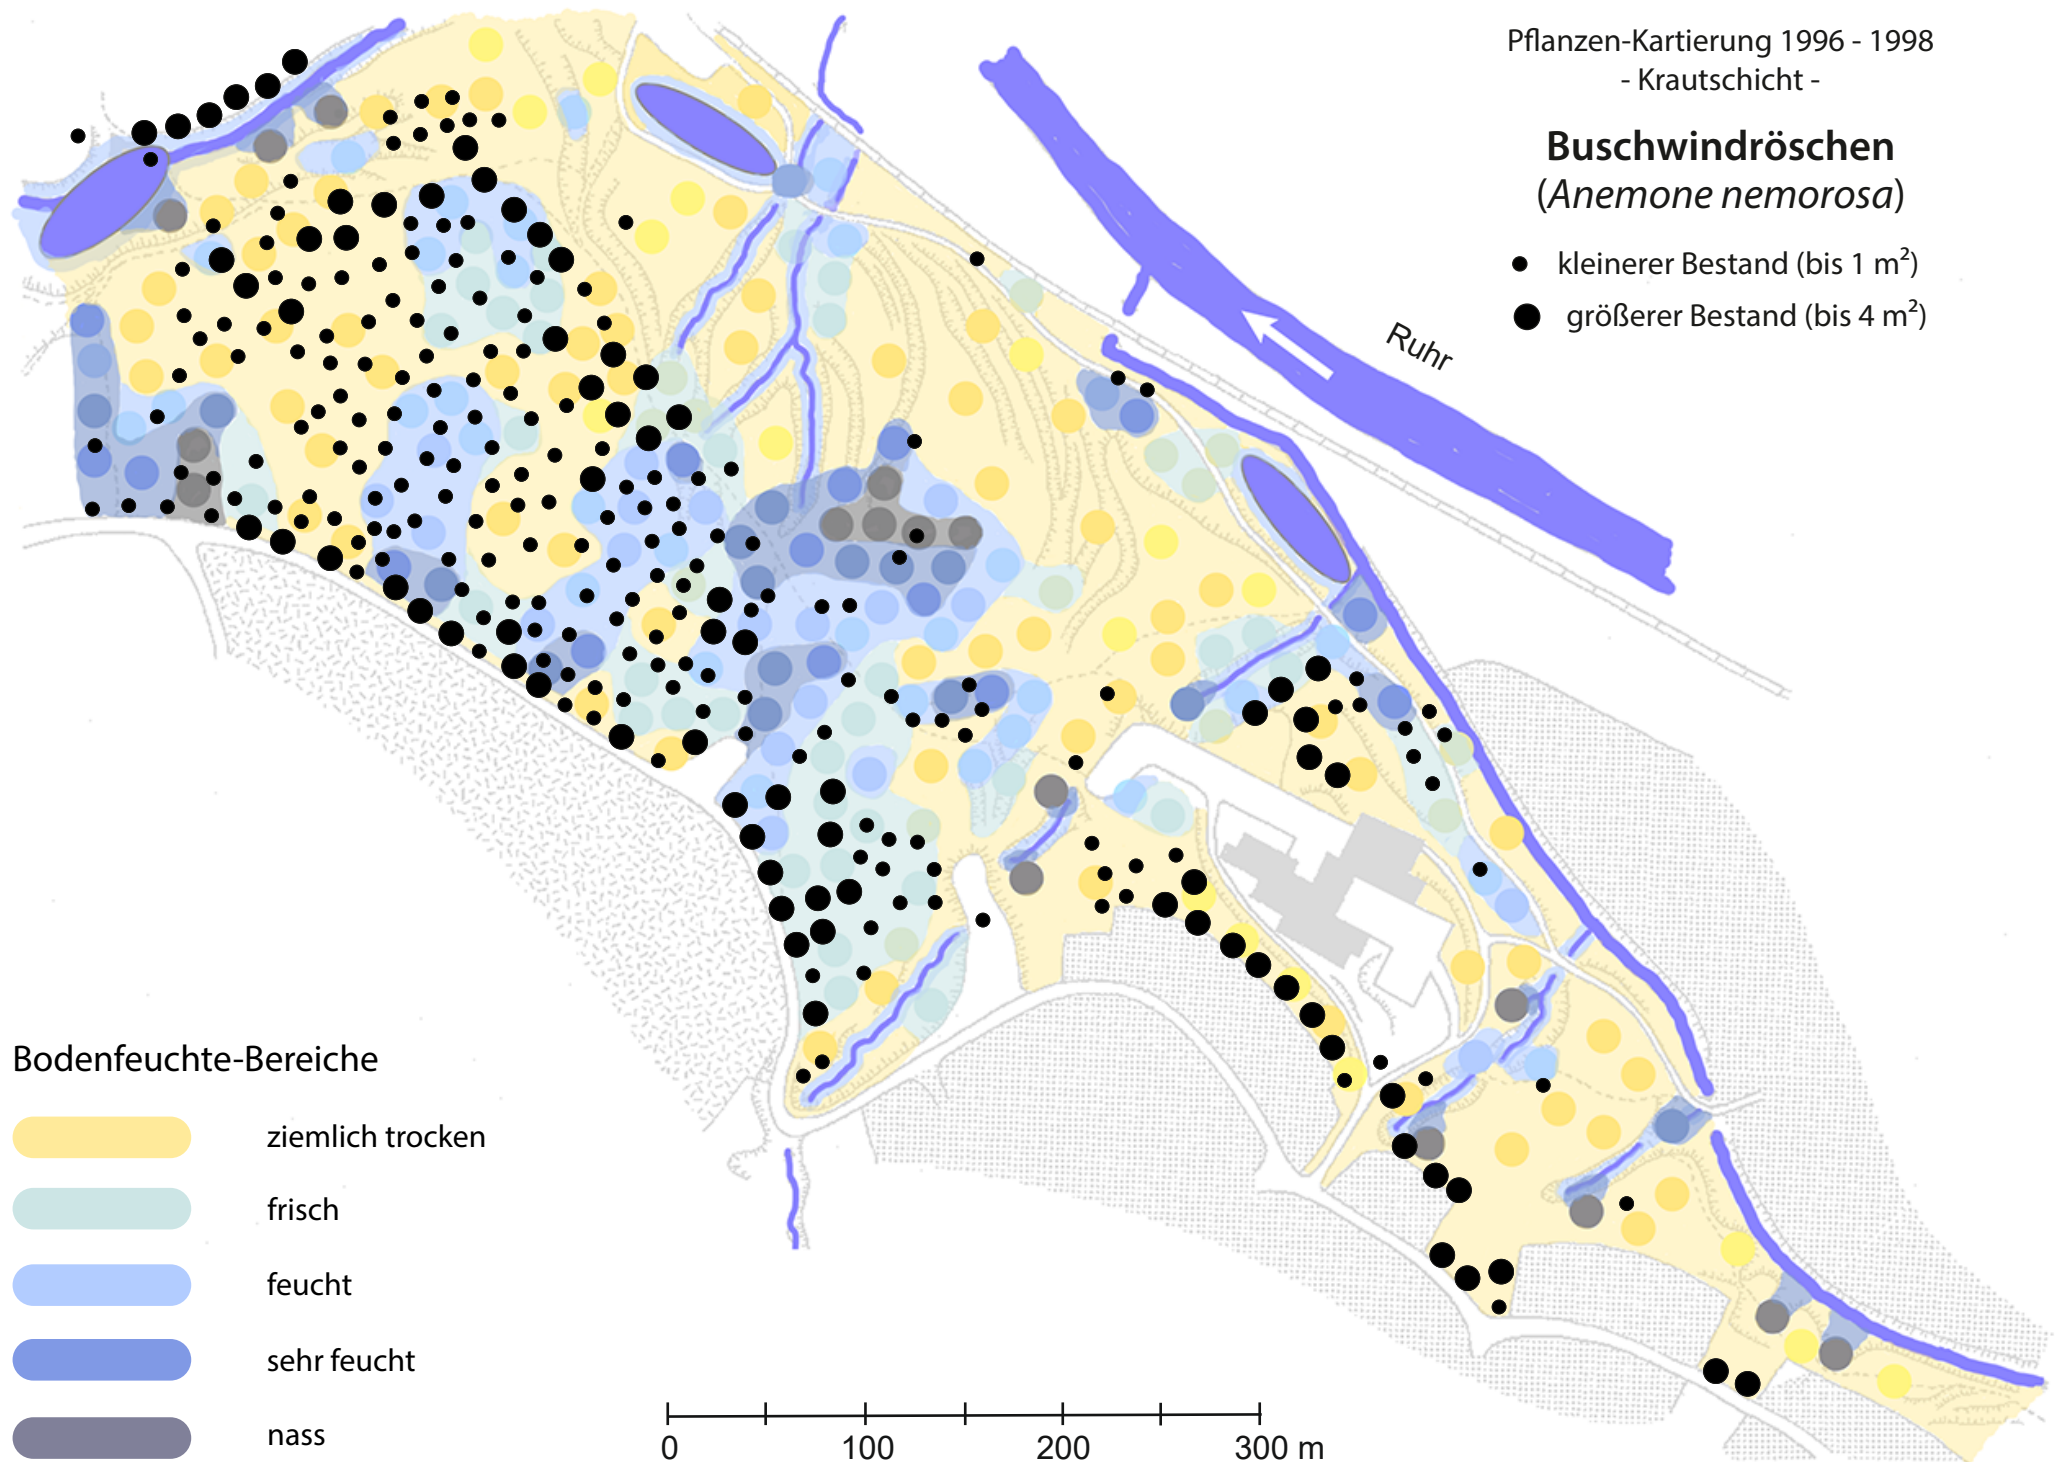 Pflanzen-Kartierung 1996 - 1998
- Krautschicht -
Buschwindröschen
(Anemone nemorosa)
kleinerer Bestand (bis 1 m²)
größerer Bestand (bis 4 m²)
Ruhr
Bodenfeuchte-Bereiche
ziemlich trocken
frisch
feucht
sehr feucht
nass
0 100 200 300 m